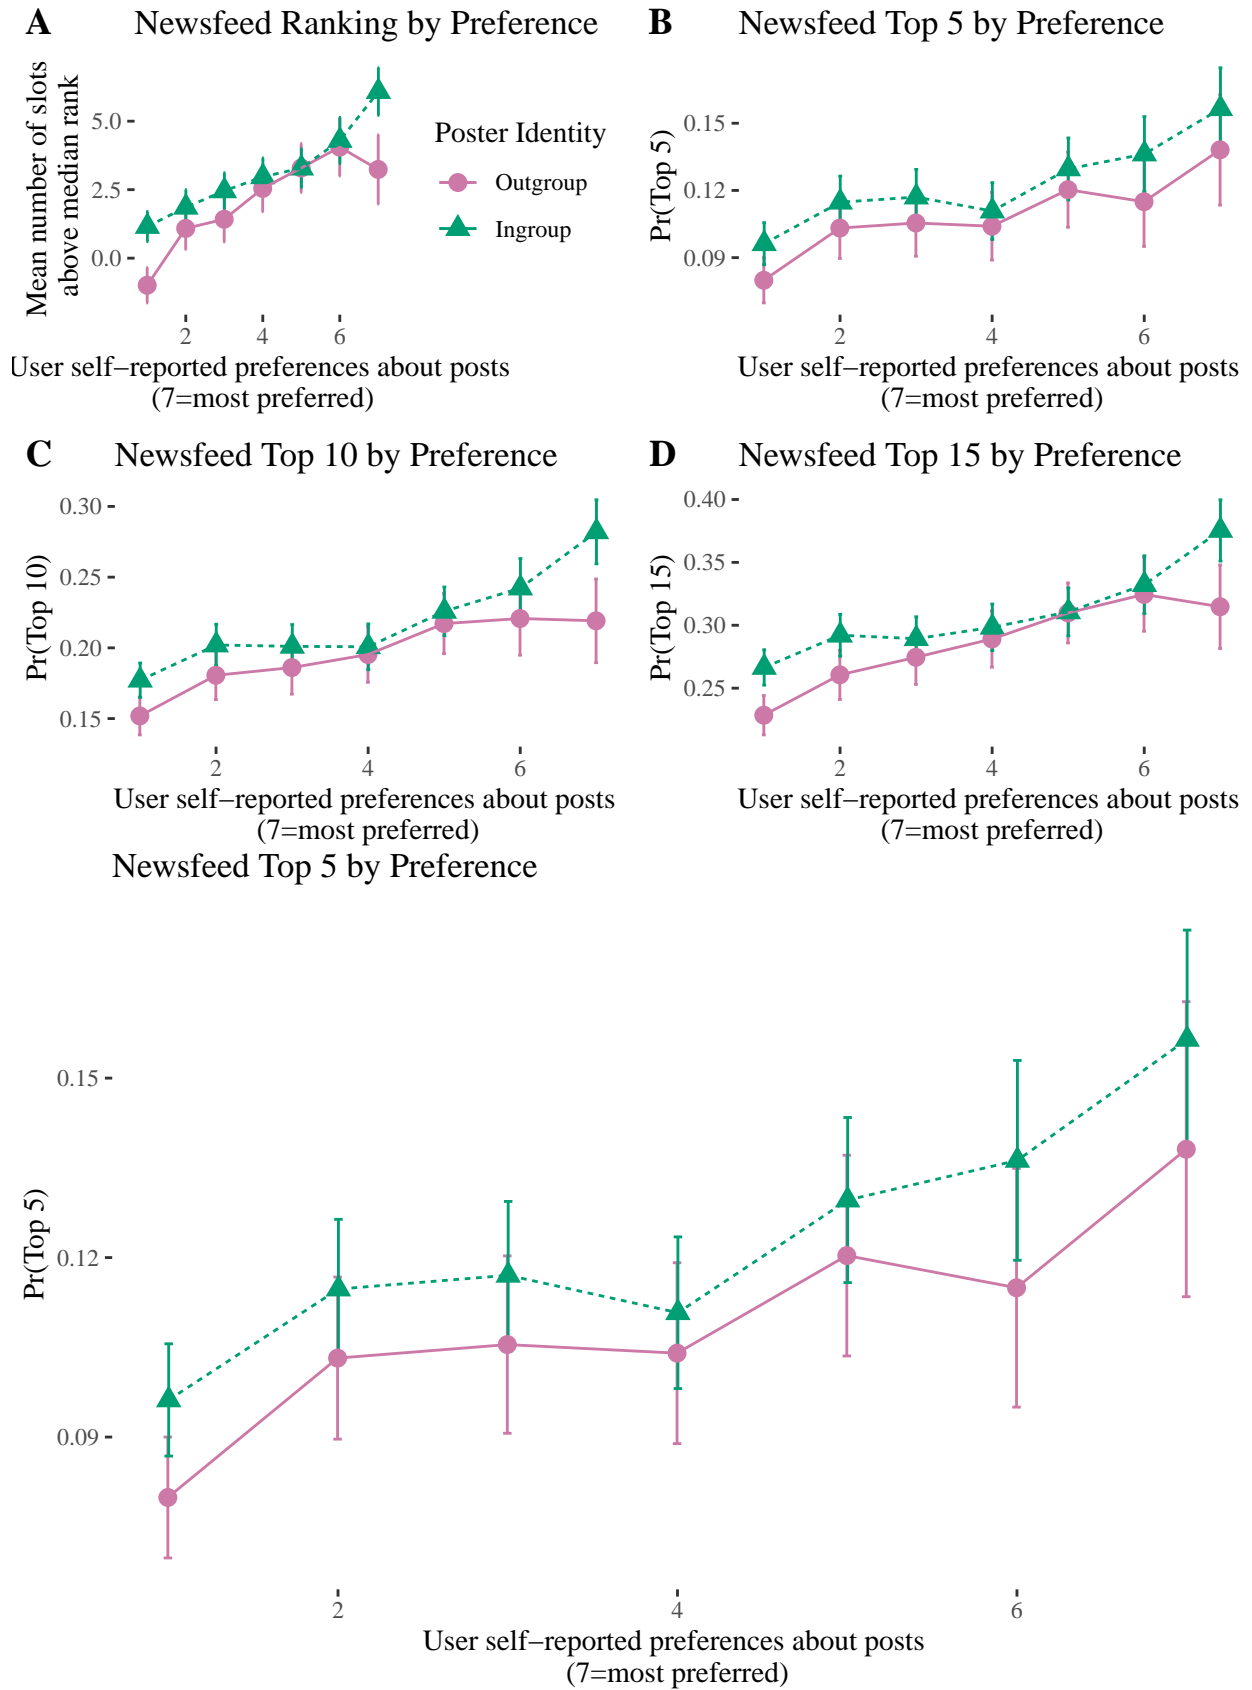 A Newsfeed Ranking by Preference
Mean number of slots
above median rank
5.0
2.5
0.0
2 4 6
User self−reported preferences about posts
(7=most preferred)
Poster Identity
Outgroup
Ingroup
B Newsfeed Top 5 by Preference
Pr(Top 5)
0.15
0.12
0.09
2 4 6
User self−reported preferences about posts
(7=most preferred)
C Newsfeed Top 10 by Preference
Pr(Top 10)
0.30
0.25
0.20
0.15
2 4 6
User self−reported preferences about posts
(7=most preferred)
D Newsfeed Top 15 by Preference
Pr(Top 15)
0.40
0.35
0.30
0.25
2 4 6
User self−reported preferences about posts
(7=most preferred)
Newsfeed Top 5 by Preference
Pr(Top 5)
0.15
0.12
0.09
2 4 6
User self−reported preferences about posts
(7=most preferred)